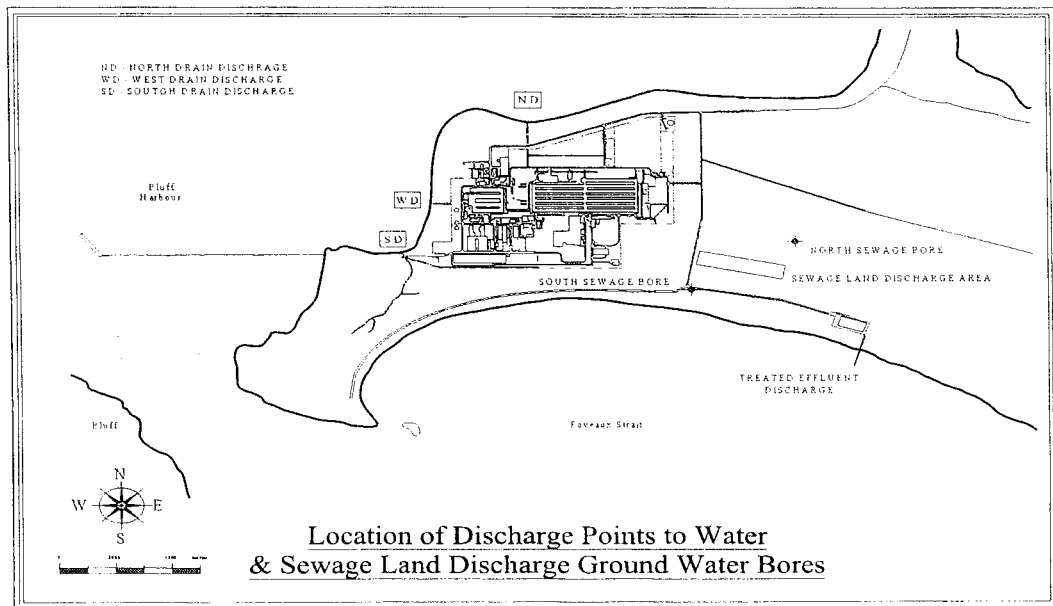 ND - NORTH DRAIN DISCHRAGE
WD - WEST DRAIN DISCHARGE
SD - SOUTGH DRAIN DISCHARGE
ND
Bluff
Harbour
WD
SD
NORTH SEWAGE BORE
SEWAGE LAND DISCHARGE AREA
SOUTH SEWAGE BORE
TREATED EFFLUENT
DISCHARGE
Bluff
Foveaux Strait
N
W
E
S
Location of Discharge Points to Water
& Sewage Land Discharge Ground Water Bores